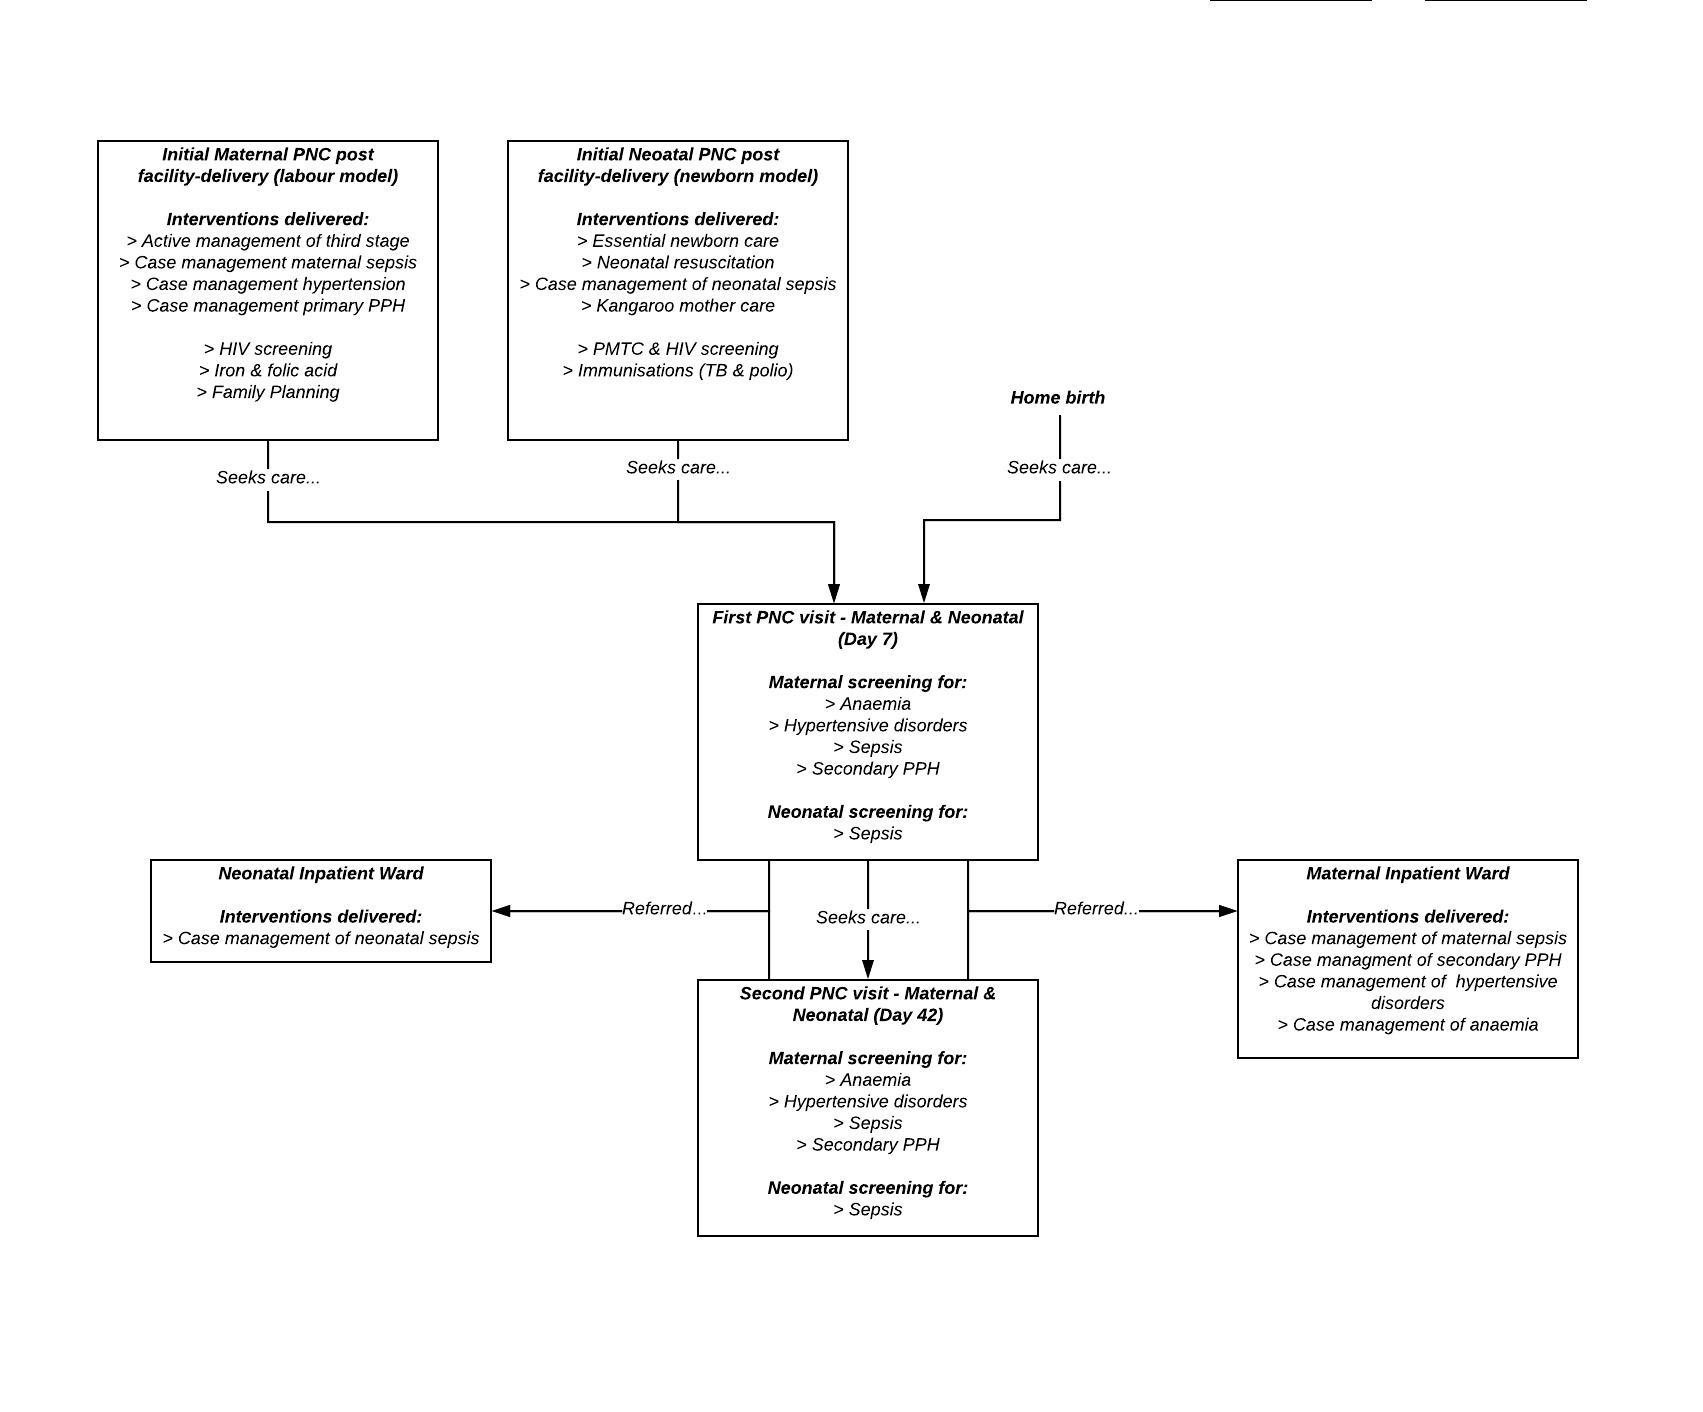 Initial Maternal PNC post
facility-delivery (labour model)
Interventions delivered:
> Active management of third stage
> Case management maternal sepsis
> Case management hypertension
> Case management primary PPH
> HIV screening
> Iron & folic acid
> Family Planning
Initial Neoatal PNC post
facility-delivery (newborn model)
Interventions delivered:
> Essential newborn care
> Neonatal resuscitation
> Case management of neonatal sepsis
> Kangaroo mother care
> PMTC & HIV screening
> Immunisations (TB & polio)
Home birth
Seeks care...
Seeks care...
Seeks care...
First PNC visit - Maternal & Neonatal
(Day 7)
Maternal screening for:
> Anaemia
> Hypertensive disorders
> Sepsis
> Secondary PPH
Neonatal screening for:
> Sepsis
Neonatal Inpatient Ward
Interventions delivered:
> Case management of neonatal sepsis
Referred...
Seeks care...
Referred...
Maternal Inpatient Ward
Interventions delivered:
> Case management of maternal sepsis
> Case managment of secondary PPH
> Case management of  hypertensive
disorders
> Case management of anaemia
Second PNC visit - Maternal &
Neonatal (Day 42)
Maternal screening for:
> Anaemia
> Hypertensive disorders
> Sepsis
> Secondary PPH
Neonatal screening for:
> Sepsis